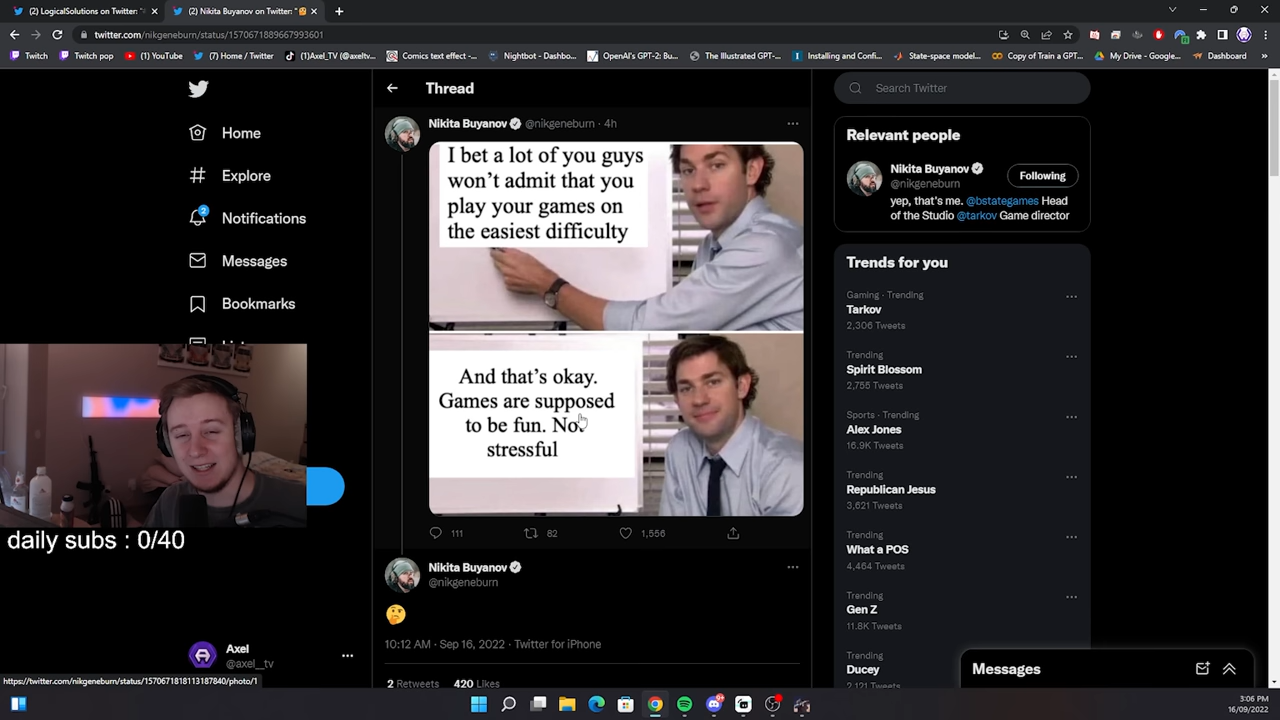 (2) LogicalSolutions on Twitter: "
(2) Nikita Buyanov on Twitter: "🤔
twitter.com/nikgeneburn/status/1570671889667993601
Twitch
Twitch pop
(1) YouTube
(7) Home / Twitter
(1)Axel_TV (@axeltv...
Comics text effect -...
Nightbot - Dashbo...
OpenAI's GPT-2: Bu...
The Illustrated GPT-...
Installing and Confi...
State-space model...
Copy of Train a GPT...
My Drive - Google...
Dashboard
Home
Explore
2
Notifications
Messages
Bookmarks
daily subs : 0/40
Axel
@axel__tv
https://twitter.com/nikgeneburn/status/1570671818113187840/photo/1
Thread
Nikita Buyanov @nikgeneburn · 4h
I bet a lot of you guys
won't admit that you
play your games on
the easiest difficulty
And that's okay.
Games are supposed
to be fun. Not
stressful
111
82
1,556
Nikita Buyanov
@nikgeneburn
🤔
10:12 AM · Sep 16, 2022 · Twitter for iPhone
2 Retweets 420 Likes
Search Twitter
Relevant people
Nikita Buyanov
@nikgeneburn
Following
yep, that's me. @bstategames Head
of the Studio @tarkov Game director
Trends for you
Gaming · Trending
Tarkov
2,306 Tweets
Trending
Spirit Blossom
2,755 Tweets
Sports · Trending
Alex Jones
16.9K Tweets
Trending
Republican Jesus
3,621 Tweets
Trending
What a POS
4,464 Tweets
Trending
Gen Z
11.8K Tweets
Trending
Ducey
2,121 Tweets
Messages
3:06 PM
16/09/2022